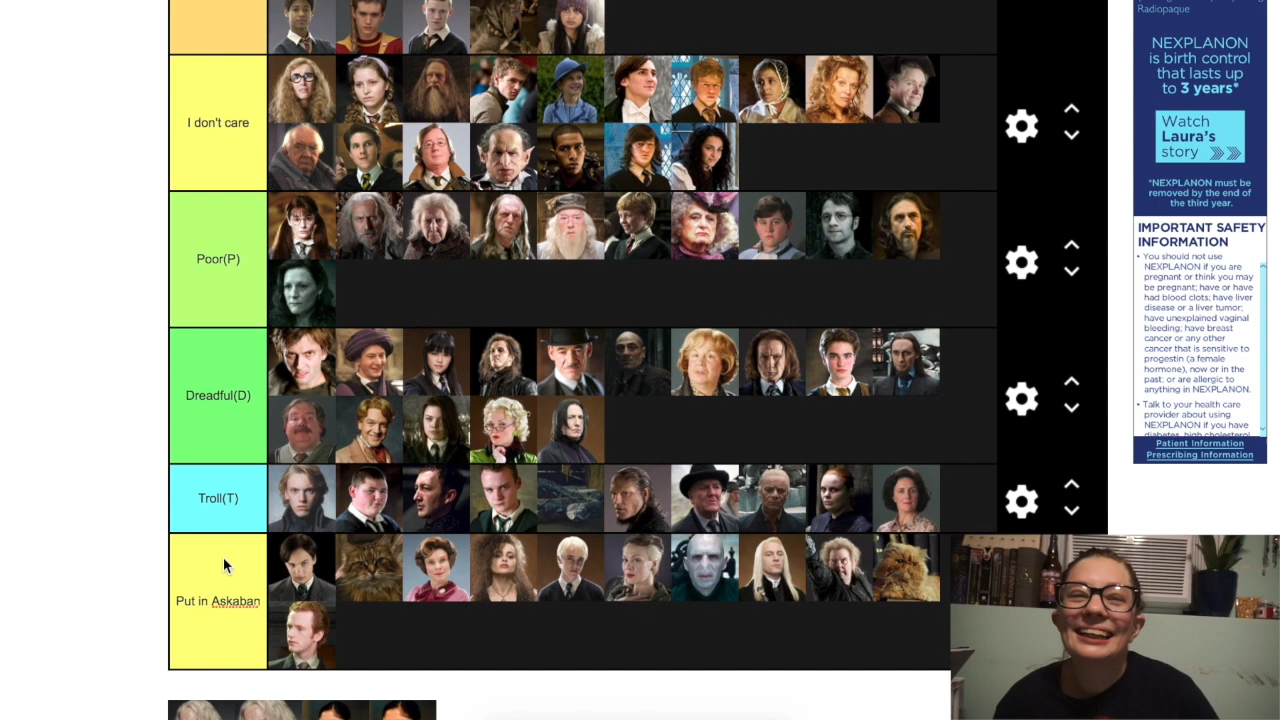 I don't care
Poor(P)
Dreadful(D)
Troll(T)
Put in Askaban
Radiopaque
NEXPLANON
is birth control
that lasts up
to 3 years*
Watch
Laura's
story
*NEXPLANON must be
removed by the end of
the third year.
IMPORTANT SAFETY
INFORMATION
• You should not use
NEXPLANON if you are
pregnant or think you may
be pregnant; have or have
had blood clots; have liver
disease or a liver tumor;
have unexplained vaginal
bleeding; have breast
cancer or any other
cancer that is sensitive to
progestin (a female
hormone), now or in the
past; or are allergic to
anything in NEXPLANON.
• Talk to your health care
provider about using
NEXPLANON if you have
diabetes, high cholesterol
Patient Information
Prescribing Information